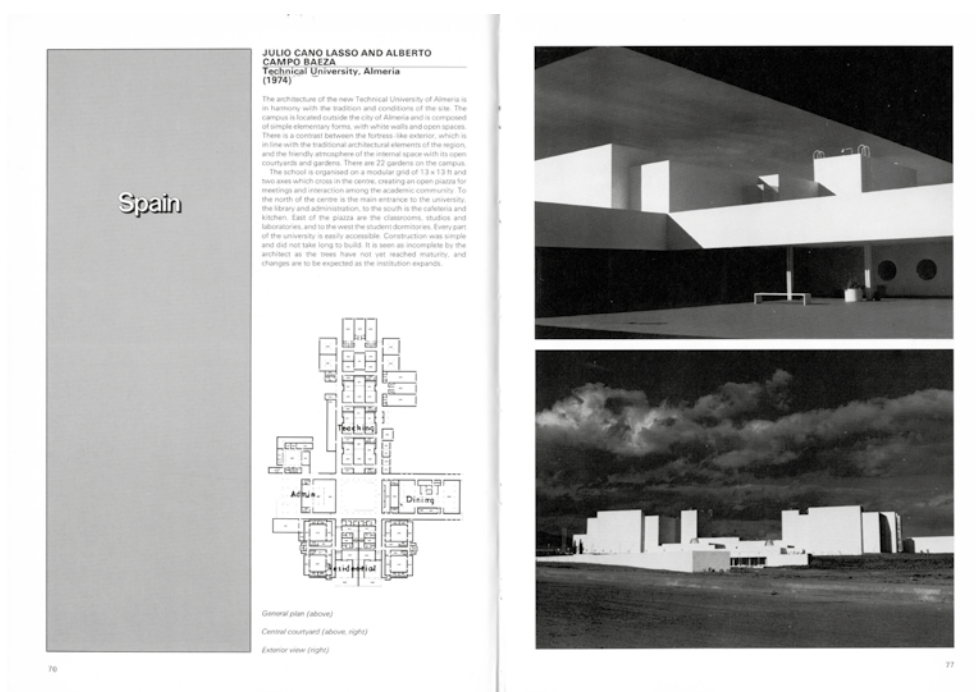 Spain
JULIO CANO LASSO AND ALBERTO
CAMPO BAEZA
Technical University, Almeria
(1974)
The architecture of the new Technical University of Almeria is
in harmony with the tradition and conditions of the site. The
campus is located outside the city of Almeria and is composed
of simple elementary forms, with white walls and open spaces.
There is a contrast between the fortress-like exterior, which is
in line with the traditional architectural elements of the region,
and the friendly atmosphere of the internal space with its open
courtyards and gardens. There are 22 gardens on the campus.
The school is organised on a modular grid of 13 x 13 ft and
two axes which cross in the centre, creating an open piazza for
meetings and interaction among the academic community. To
the north of the centre is the main entrance to the university,
the library and administration, to the south is the cafeteria and
kitchen. East of the piazza are the classrooms, studios and
laboratories, and to the west the student dormitories. Every part
of the university is easily accessible. Construction was simple
and did not take long to build. It is seen as incomplete by the
architect as the trees have not yet reached maturity, and
changes are to be expected as the institution expands.
Teaching
Admin.
Dining
Residential
General plan (above)
Central courtyard (above, right)
Exterior view (right)
76
77